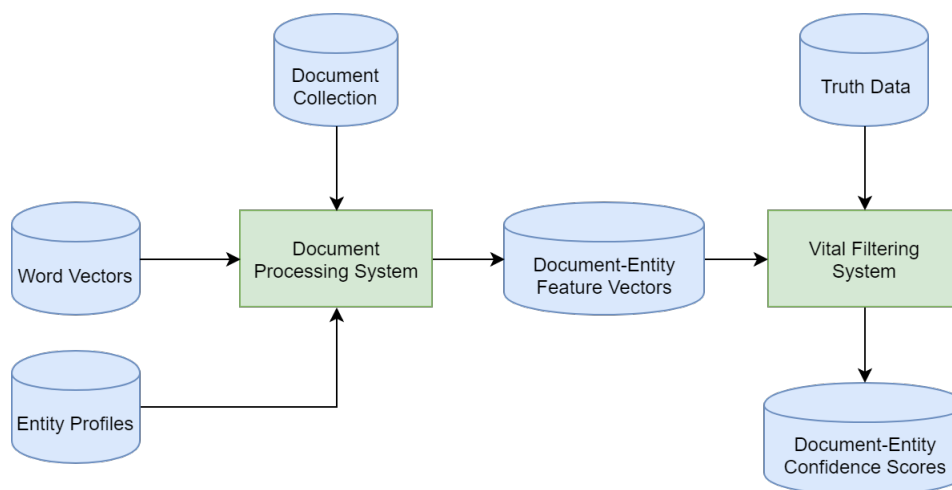 Document
Collection
Truth Data
Word Vectors
Document
Processing System
Document-Entity
Feature Vectors
Vital Filtering
System
Entity Profiles
Document-Entity
Confidence Scores